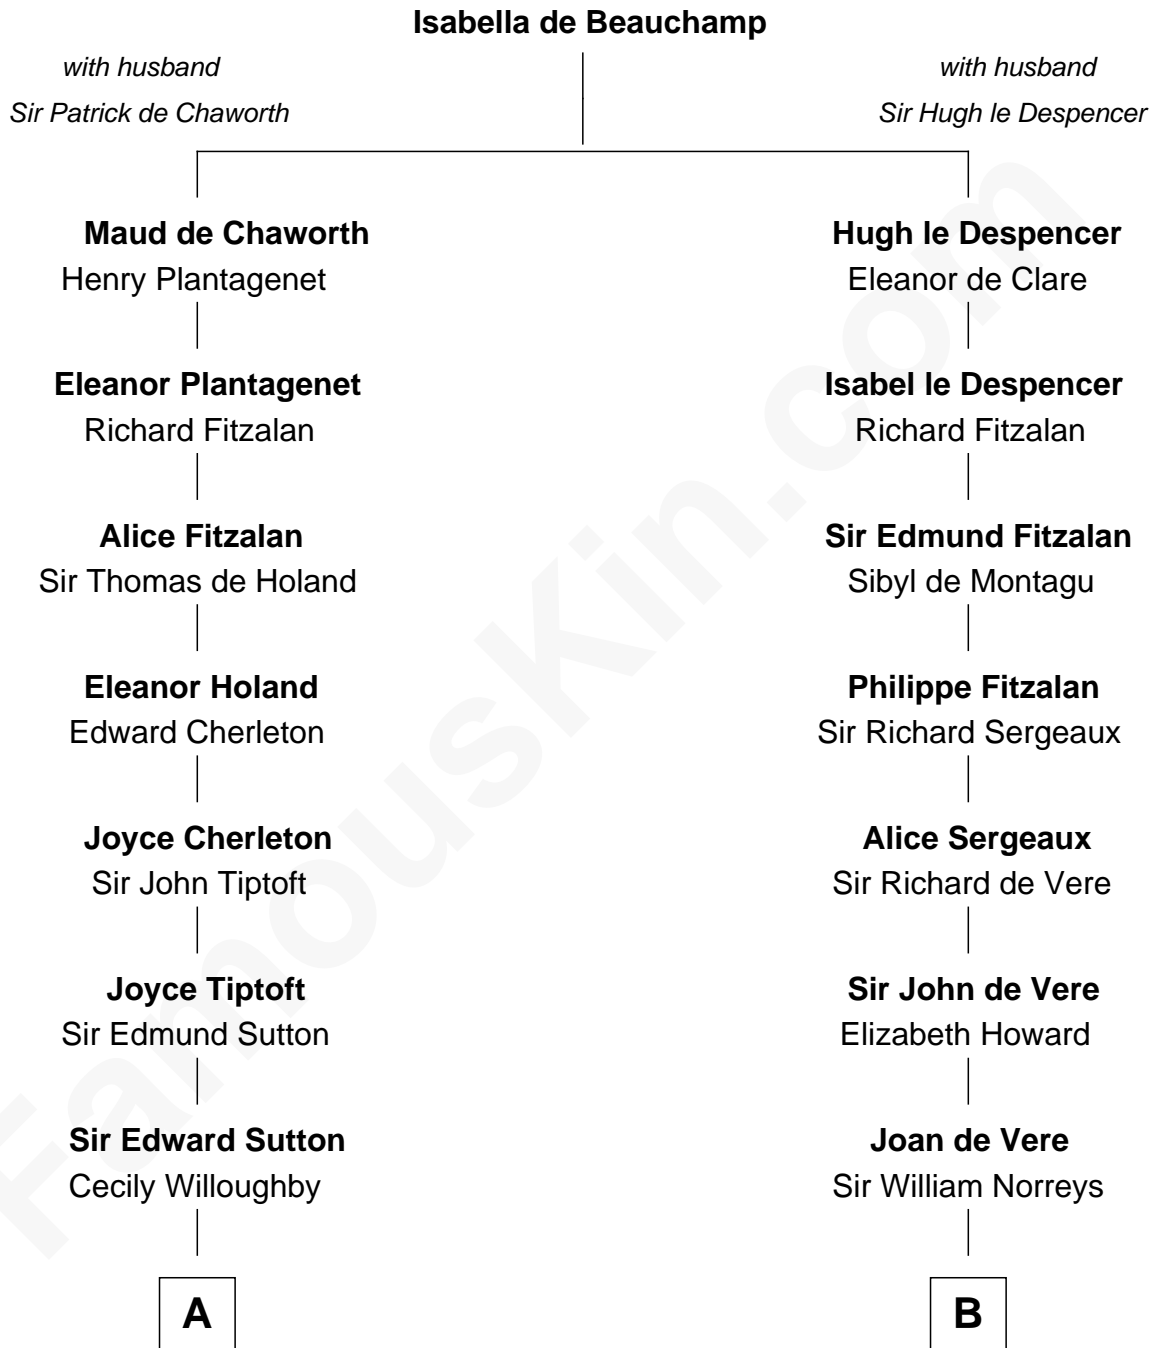 Isabella de Beauchamp
with husband
Sir Patrick de Chaworth
with husband
Sir Hugh le Despencer
Maud de Chaworth
Henry Plantagenet
Hugh le Despencer
Eleanor de Clare
Eleanor Plantagenet
Richard Fitzalan
Isabel le Despencer
Richard Fitzalan
Alice Fitzalan
Sir Thomas de Holand
Sir Edmund Fitzalan
Sibyl de Montagu
Eleanor Holand
Edward Cherleton
Philippe Fitzalan
Sir Richard Sergeaux
Joyce Cherleton
Sir John Tiptoft
Alice Sergeaux
Sir Richard de Vere
Joyce Tiptoft
Sir Edmund Sutton
Sir John de Vere
Elizabeth Howard
Sir Edward Sutton
Cecily Willoughby
Joan de Vere
Sir William Norreys
A
B
FamousKin.com